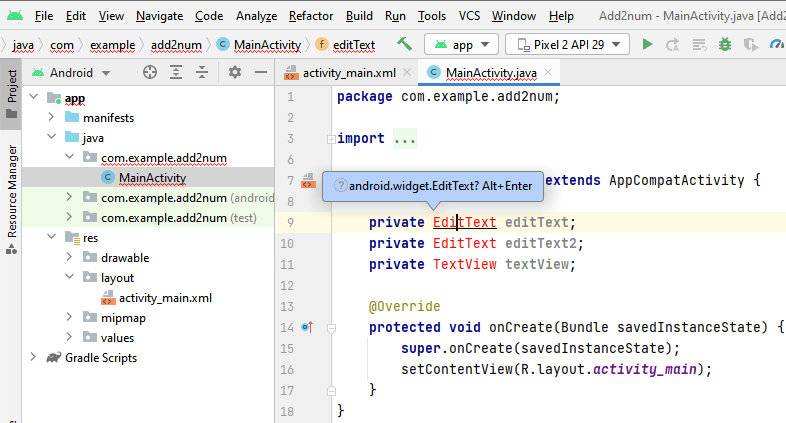 File Edit View Navigate Code Analyze Refactor Build Run Tools VCS Window Help Add2num - MainActivity.java [Add2
java com example add2num MainActivity editText app Pixel 2 API 29
Project
Resource Manager
Android
app
manifests
java
com.example.add2num
MainActivity
com.example.add2num (android
com.example.add2num (test)
res
drawable
layout
activity_main.xml
mipmap
values
Gradle Scripts
activity_main.xml MainActivity.java
1 package com.example.add2num;
2
3 import ...
6
android.widget.EditText? Alt+Enter
7 extends AppCompatActivity {
8
9 private EditText editText;
10 private EditText editText2;
11 private TextView textView;
12
13 @Override
14 protected void onCreate(Bundle savedInstanceState) {
15 super.onCreate(savedInstanceState);
16 setContentView(R.layout.activity_main);
17 }
18 }